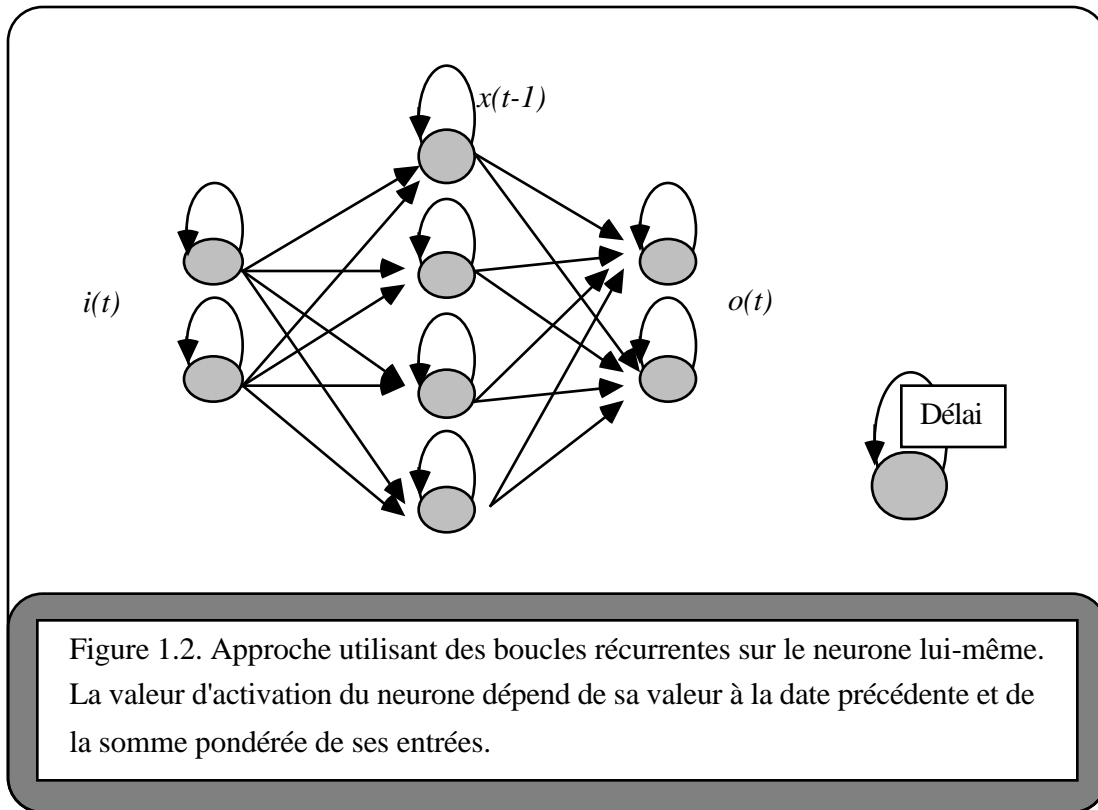 x(t-1)
i(t)
o(t)
Délai
Figure 1.2. Approche utilisant des boucles récurrentes sur le neurone lui-même.
La valeur d'activation du neurone dépend de sa valeur à la date précédente et de
la somme pondérée de ses entrées.